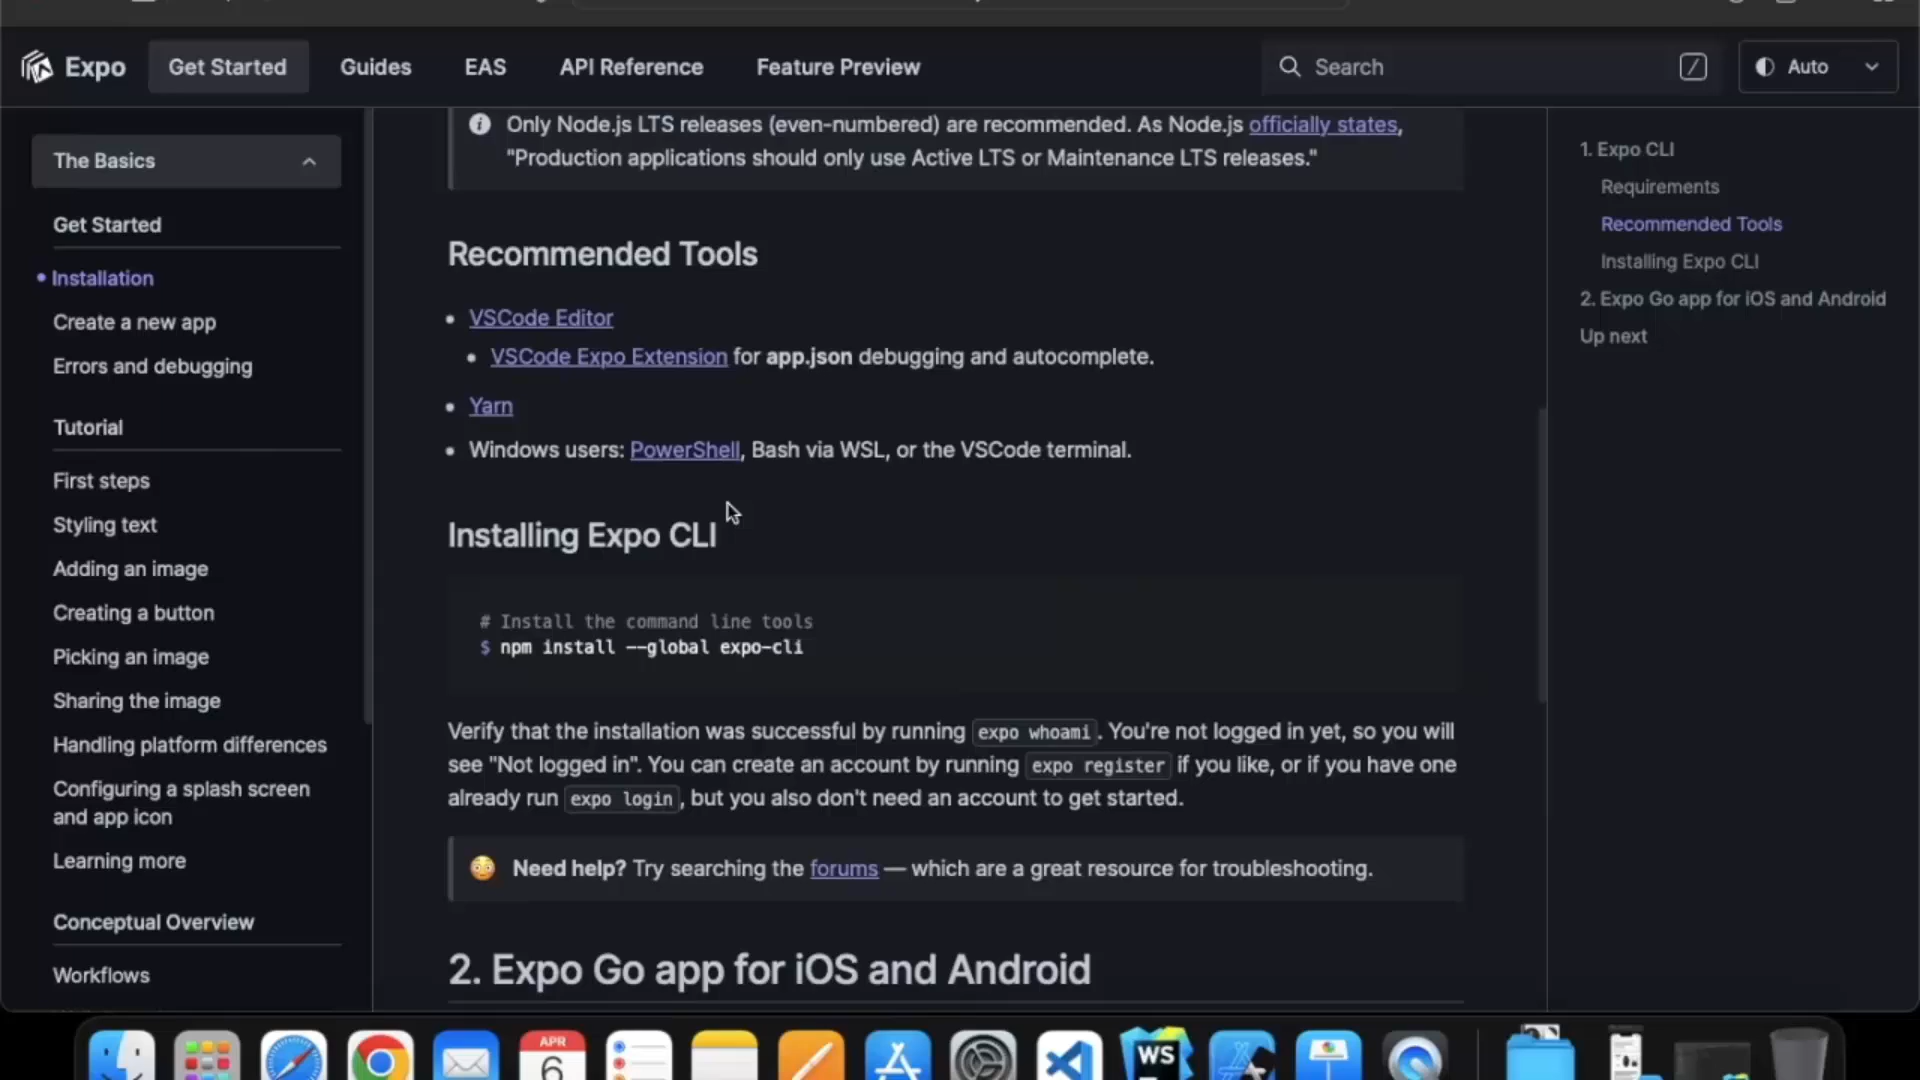 Expo
Get Started
Guides
EAS
API Reference
Feature Preview
Search
/
Auto
The Basics
Get Started
Installation
Create a new app
Errors and debugging
Tutorial
First steps
Styling text
Adding an image
Creating a button
Picking an image
Sharing the image
Handling platform differences
Configuring a splash screen
and app icon
Learning more
Conceptual Overview
Workflows
Only Node.js LTS releases (even-numbered) are recommended. As Node.js officially states,
"Production applications should only use Active LTS or Maintenance LTS releases."
Recommended Tools
• VSCode Editor
• VSCode Expo Extension for app.json debugging and autocomplete.
• Yarn
• Windows users: PowerShell, Bash via WSL, or the VSCode terminal.
Installing Expo CLI
# Install the command line tools
$ npm install --global expo-cli
Verify that the installation was successful by running expo whoami. You're not logged in yet, so you will
see "Not logged in". You can create an account by running expo register if you like, or if you have one
already run expo login, but you also don't need an account to get started.
😳 Need help? Try searching the forums — which are a great resource for troubleshooting.
2. Expo Go app for iOS and Android
1. Expo CLI
Requirements
Recommended Tools
Installing Expo CLI
2. Expo Go app for iOS and Android
Up next
APR
6
WS